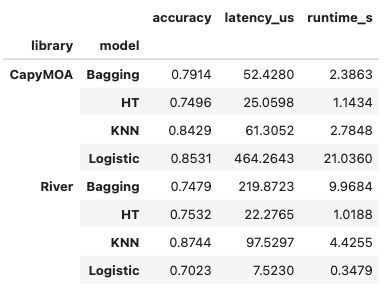 accuracy latency_us runtime_s
library model
CapyMOA Bagging 0.7914 52.4280 2.3863
HT 0.7496 25.0598 1.1434
KNN 0.8429 61.3052 2.7848
Logistic 0.8531 464.2643 21.0360
River Bagging 0.7479 219.8723 9.9684
HT 0.7532 22.2765 1.0188
KNN 0.8744 97.5297 4.4255
Logistic 0.7023 7.5230 0.3479